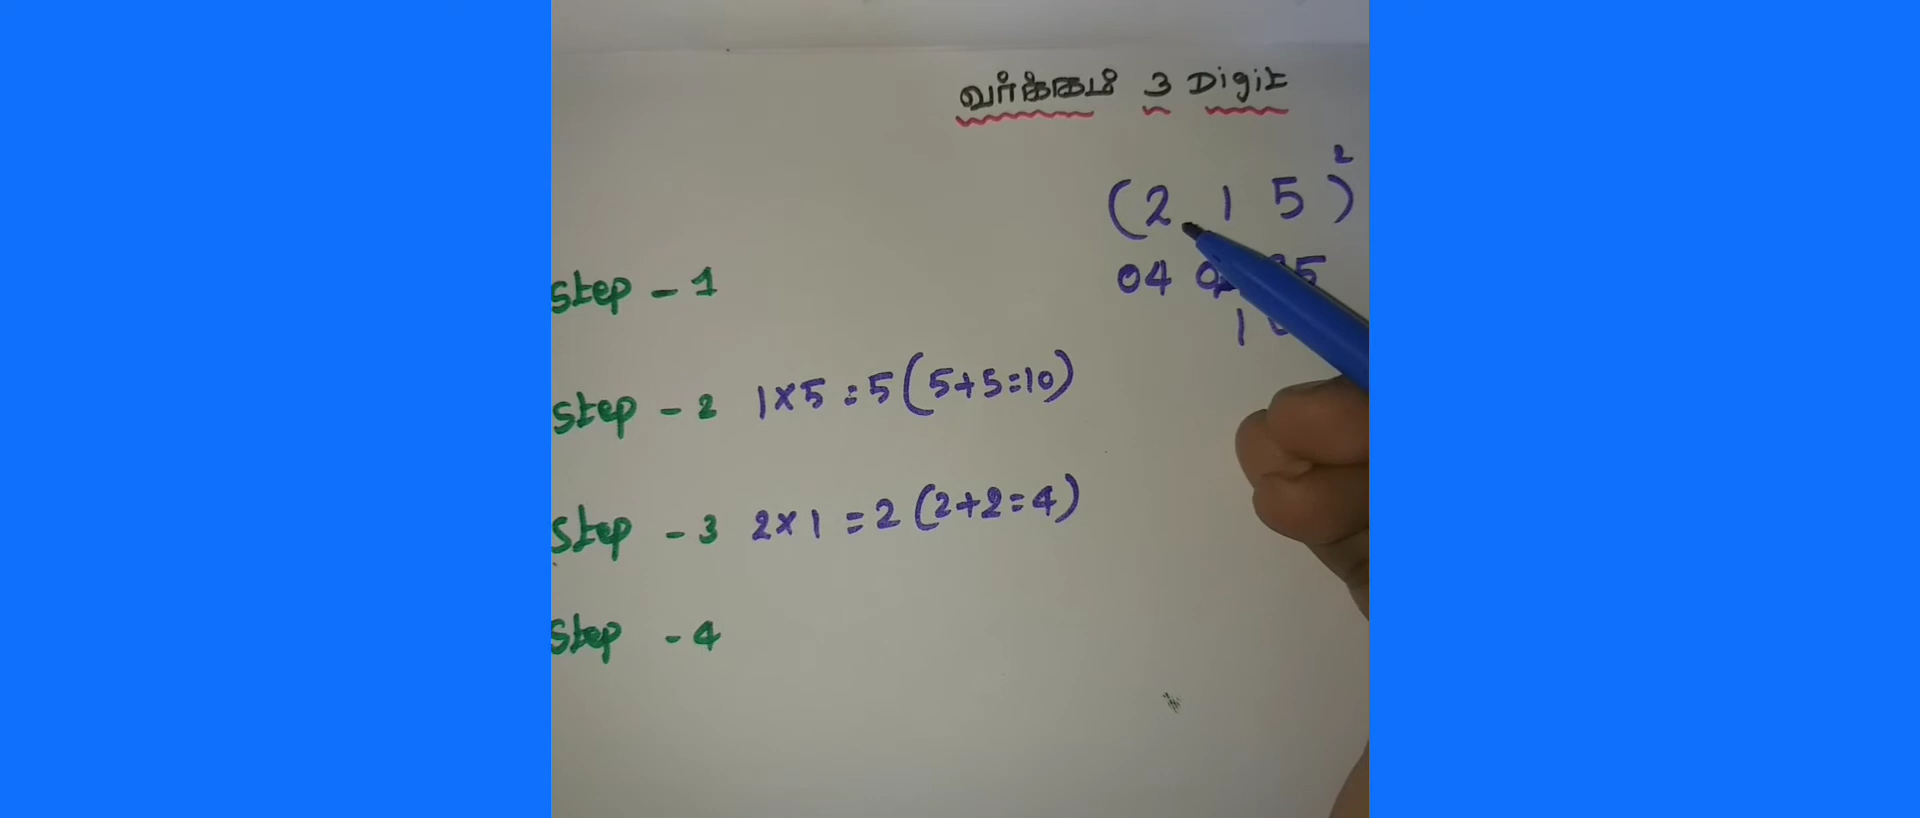 வர்க்கம் 3 Digit
(2 1 5)²
04
Step - 1
1
Step - 2 1×5 = 5 (5+5=10)
Step - 3 2×1 = 2 (2+2=4)
Step - 4